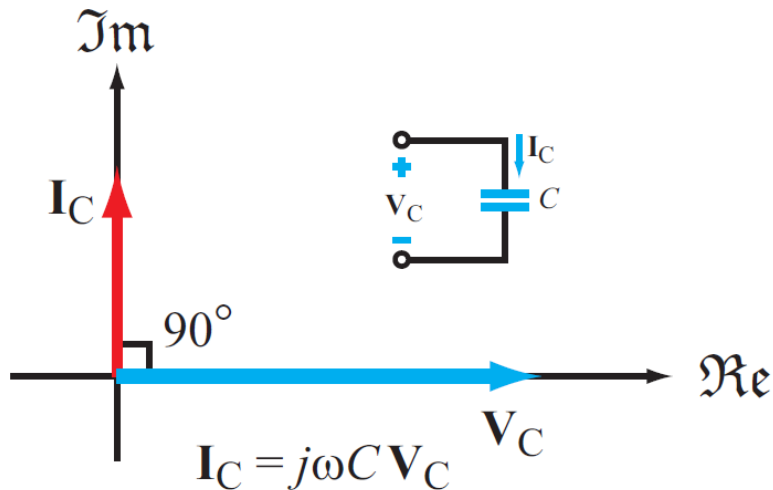 ℑm
I_C
+
V_C
–
I_C
C
90°
ℜe
V_C
I_C = jωC V_C